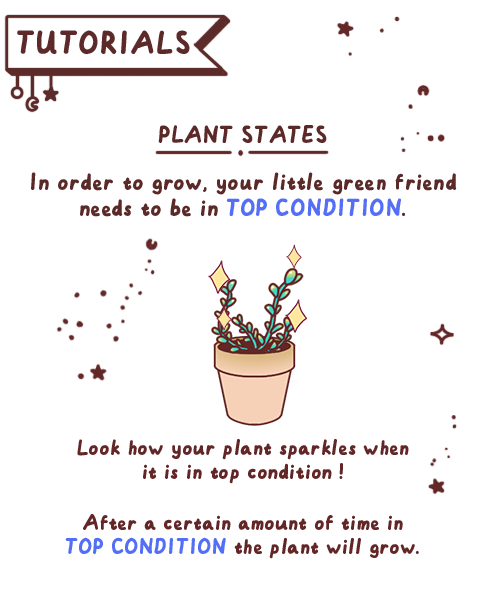 TUTORIALS
PLANT STATES
In order to grow, your little green friend
needs to be in TOP CONDITION.
Look how your plant sparkles when
it is in top condition !
After a certain amount of time in
TOP CONDITION the plant will grow.